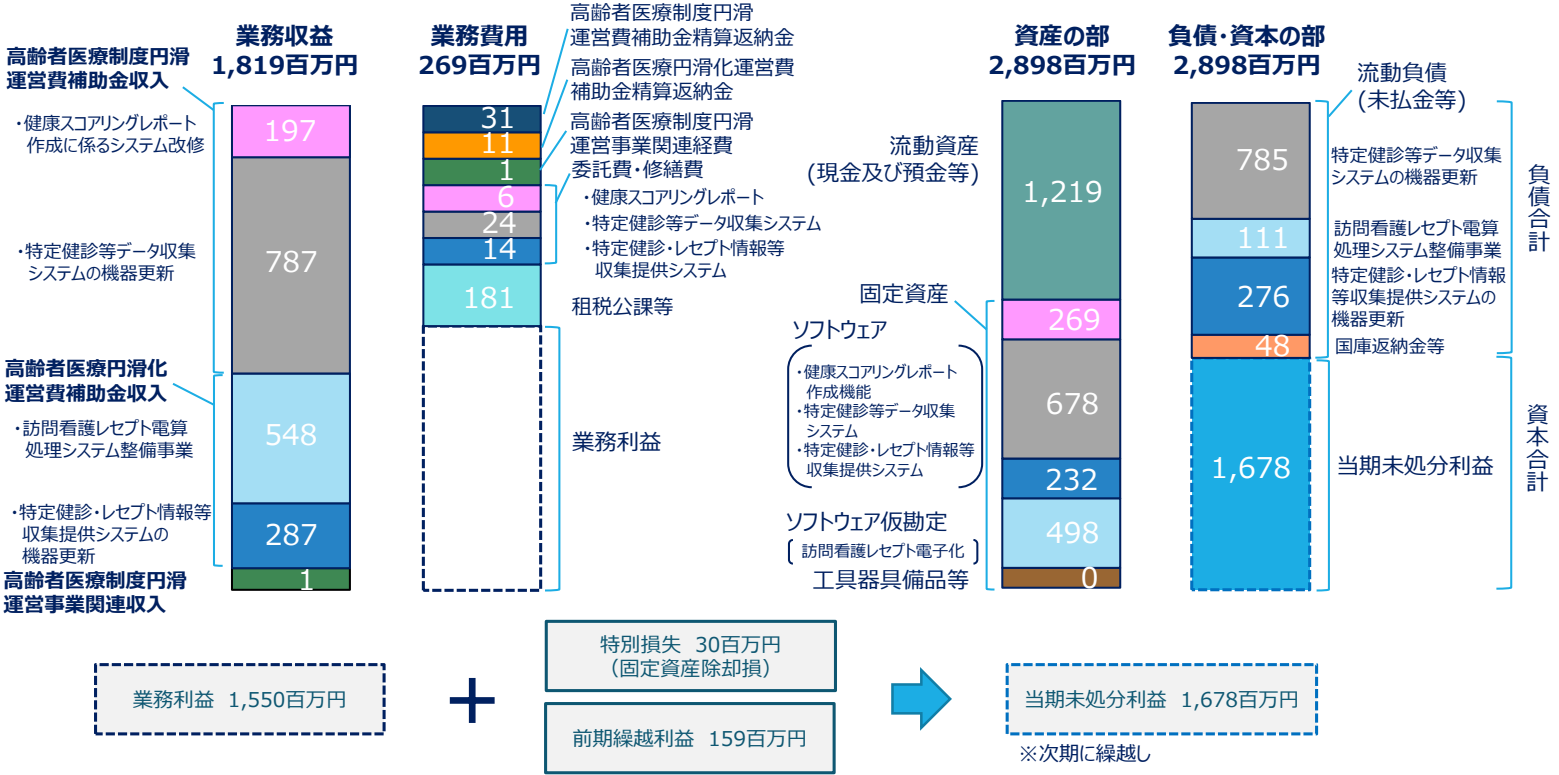 業務収益
1,819百万円
高齢者医療制度円滑
運営費補助金収入
・健康スコアリングレポート
作成に係るシステム改修
・特定健診等データ収集
システムの機器更新
高齢者医療円滑化
運営費補助金収入
・訪問看護レセプト電算
処理システム整備事業
・特定健診・レセプト情報等
収集提供システムの
機器更新
高齢者医療制度円滑
運営事業関連収入
197
787
548
287
1
業務費用
269百万円
31
11
1
6
24
14
181
高齢者医療制度円滑
運営費補助金精算返納金
高齢者医療円滑化運営費
補助金精算返納金
高齢者医療制度円滑
運営事業関連経費
委託費・修繕費
・健康スコアリングレポート
・特定健診等データ収集システム
・特定健診・レセプト情報等
収集提供システム
租税公課等
業務利益
資産の部
2,898百万円
流動資産
(現金及び預金等)
固定資産
ソフトウェア
・健康スコアリングレポート
作成機能
・特定健診等データ収集
システム
・特定健診・レセプト情報等
収集提供システム
ソフトウェア仮勘定
訪問看護レセプト電子化
工具器具備品等
1,219
269
678
232
498
0
負債・資本の部
2,898百万円
785
111
276
48
1,678
流動負債
(未払金等)
特定健診等データ収集
システムの機器更新
訪問看護レセプト電算
処理システム整備事業
特定健診・レセプト情報
等収集提供システムの
機器更新
国庫返納金等
当期未処分利益
負債合計
資本合計
業務利益 1,550百万円
＋
特別損失 30百万円
（固定資産除却損）
前期繰越利益 159百万円
当期未処分利益 1,678百万円
※次期に繰越し